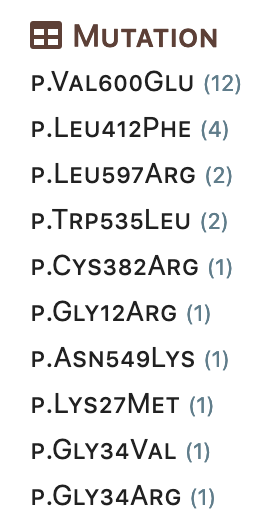 Mutation
p.Val600Glu (12)
p.Leu412Phe (4)
p.Leu597Arg (2)
p.Trp535Leu (2)
p.Cys382Arg (1)
p.Gly12Arg (1)
p.Asn549Lys (1)
p.Lys27Met (1)
p.Gly34Val (1)
p.Gly34Arg (1)